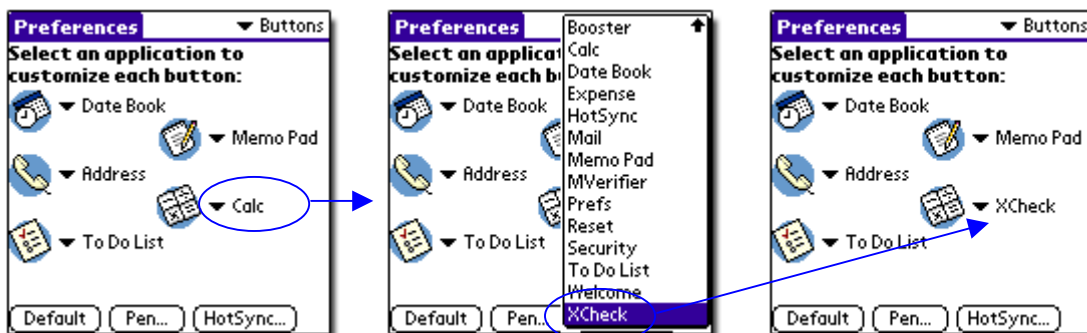 Preferences Buttons
Select an application to
customize each button:
Date Book
Memo Pad
Address
Calc
To Do List
Default Pen... HotSync...
Preferences
Select an applicat
customize each b
Date Book
Address
To Do List
Default Pen...
Booster
Calc
Date Book
Expense
HotSync
Mail
Memo Pad
MVerifier
Prefs
Reset
Security
To Do List
Welcome
XCheck
Preferences Buttons
Select an application to
customize each button:
Date Book
Memo Pad
Address
XCheck
To Do List
Default Pen... HotSync...